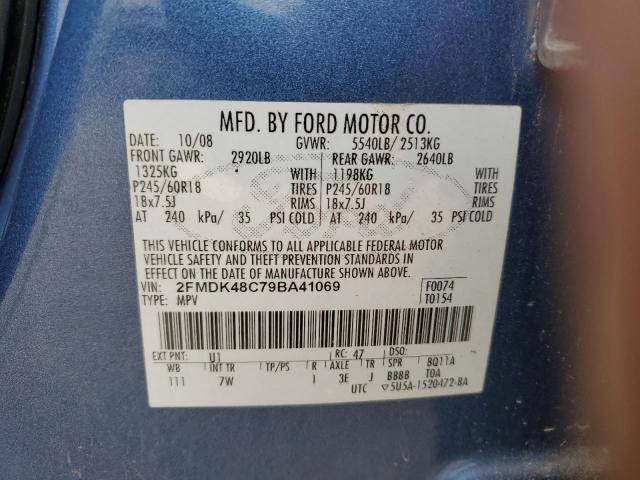 MFD. BY FORD MOTOR CO.
DATE: 10/08 GVWR: 5540LB/ 2513KG
FRONT GAWR: 2920LB REAR GAWR: 2640LB
1325KG WITH 1198KG WITH
P245/60R18 TIRES P245/60R18 TIRES
18x7.5J RIMS 18x7.5J RIMS
AT 240 kPa/ 35 PSI COLD AT 240 kPa/ 35 PSI COLD
THIS VEHICLE CONFORMS TO ALL APPLICABLE FEDERAL MOTOR
VEHICLE SAFETY AND THEFT PREVENTION STANDARDS IN
EFFECT ON THE DATE OF MANUFACTURE SHOWN ABOVE.
VIN: 2FMDK48C79BA41069 F0074
TYPE: MPV T0154
EXT PNT: U1 RC: 47 DSO:
WB INT TR TP/PS R AXLE TR SPR 8Q11A
111 7W 1 3E J BBBB TOA
UTC ▽5U5A-1520472-BA
Ford